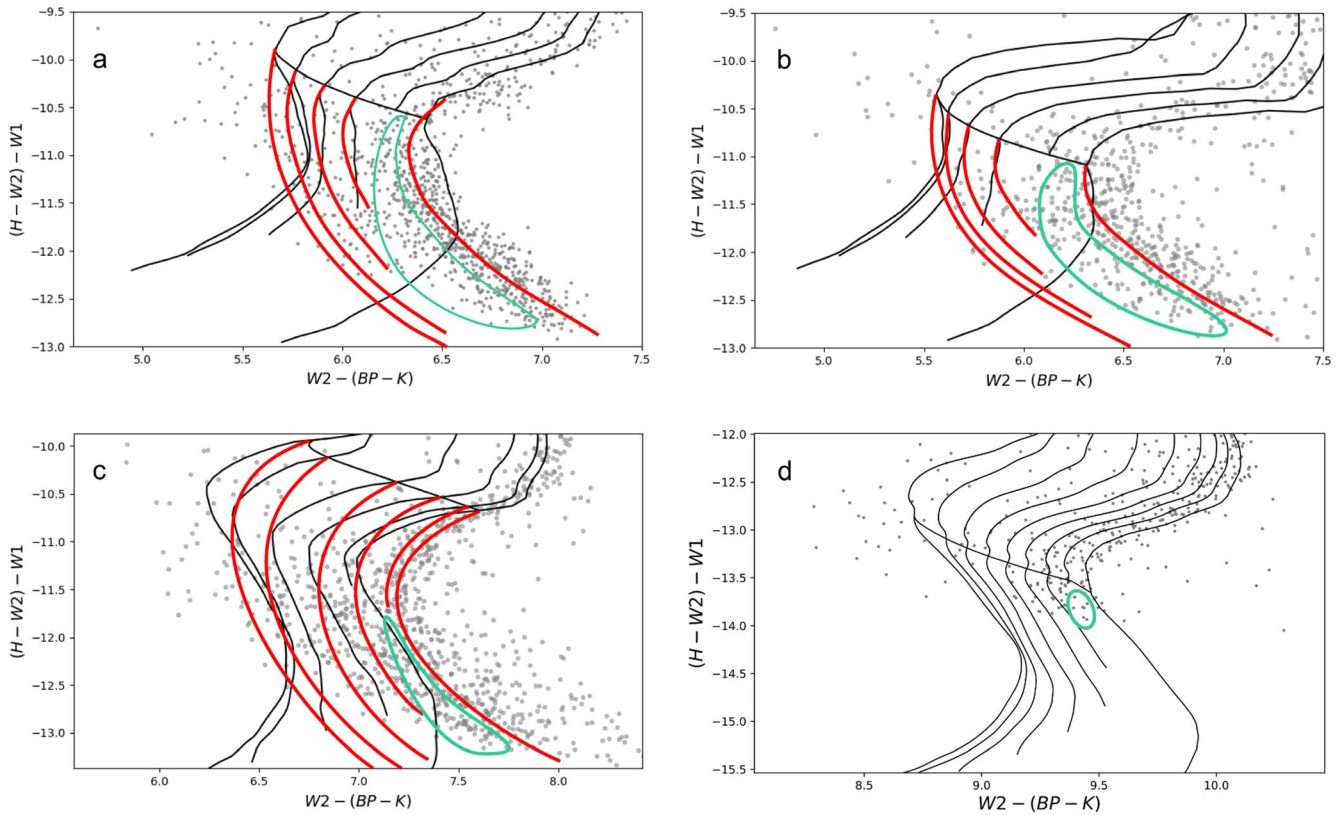 a
−9.5
−10.0
−10.5
−11.0
−11.5
−12.0
−12.5
−13.0
(H − W2) − W1
5.0 5.5 6.0 6.5 7.0 7.5
W2 − (BP − K)
b
−9.5
−10.0
−10.5
−11.0
−11.5
−12.0
−12.5
−13.0
(H − W2) − W1
5.0 5.5 6.0 6.5 7.0 7.5
W2 − (BP − K)
c
−10.0
−10.5
−11.0
−11.5
−12.0
−12.5
−13.0
(H − W2) − W1
6.0 6.5 7.0 7.5 8.0
W2 − (BP − K)
d
−12.0
−12.5
−13.0
−13.5
−14.0
−14.5
−15.0
−15.5
(H − W2) − W1
8.5 9.0 9.5 10.0
W2 − (BP − K)